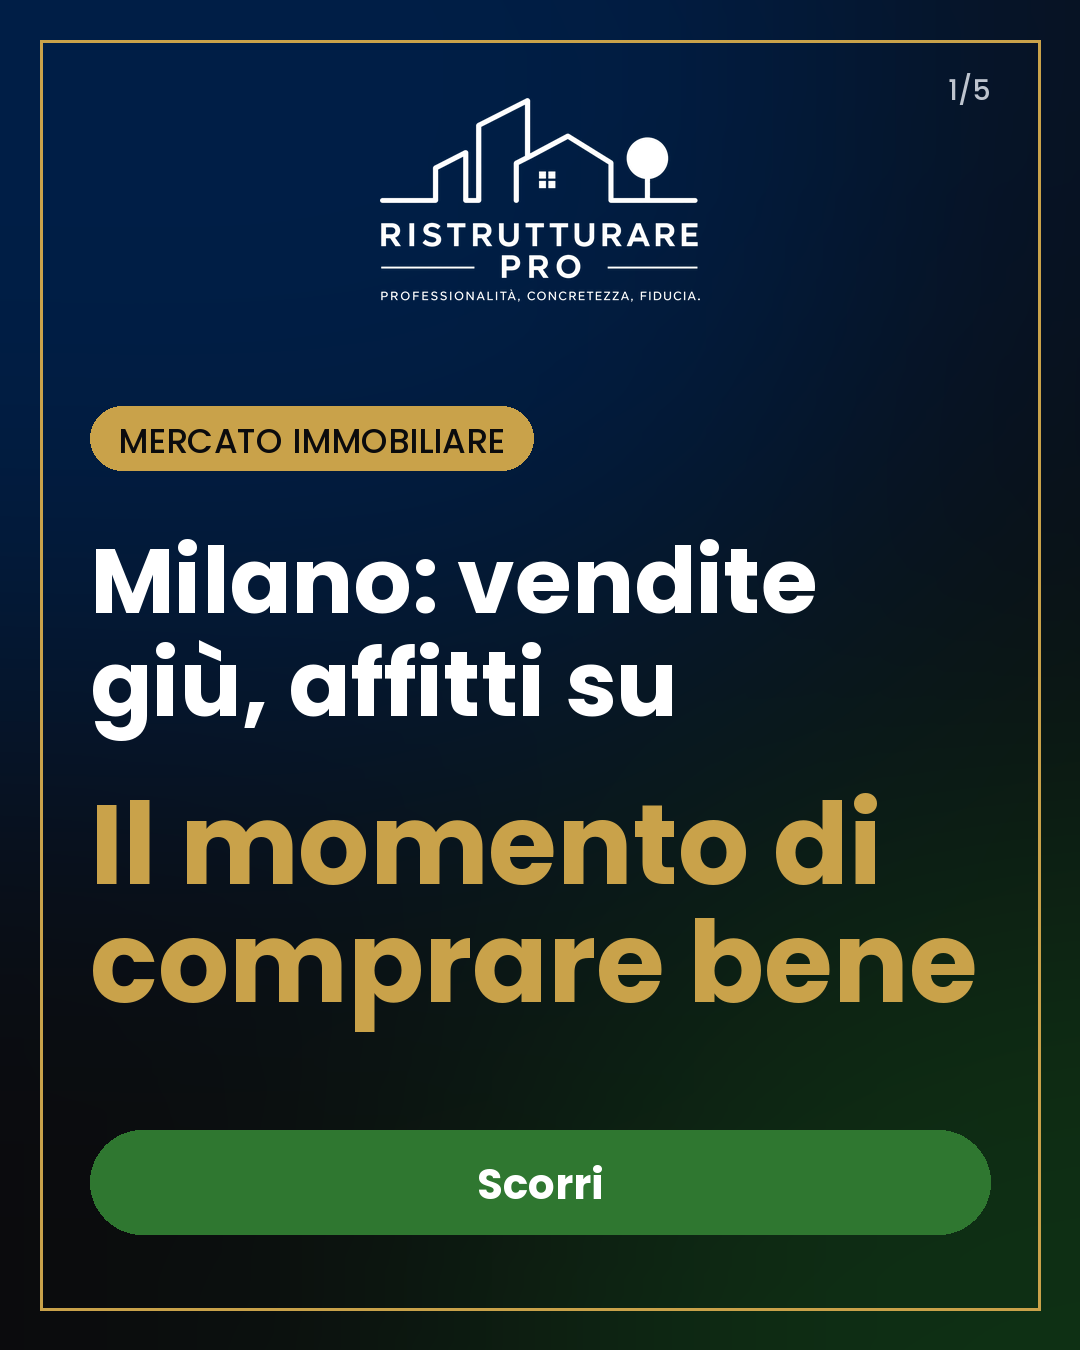 1/5
RISTRUTTURARE
PRO
PROFESSIONALITÀ, CONCRETEZZA, FIDUCIA.
MERCATO IMMOBILIARE
Milano: vendite
giù, affitti su
Il momento di
comprare bene
Scorri